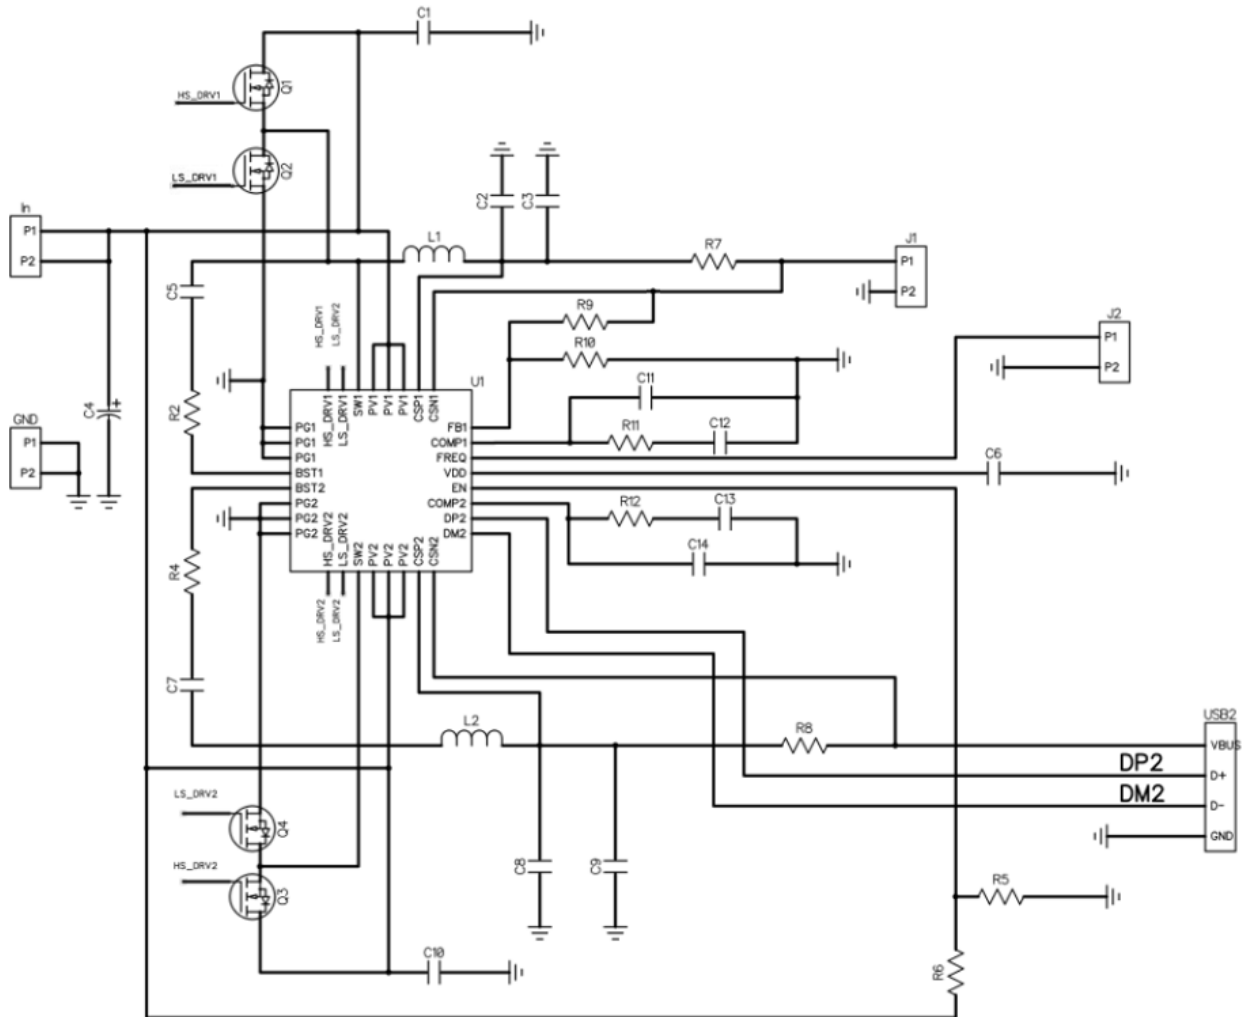 C1
Q1
HS_DRV1
Q2
LS_DRV1
C2
C3
In
P1
P2
L1
R7
J1
P1
P2
C5
HS_DRV1
LS_DRV2
R9
R10
J2
P1
P2
U1
C4
+
R2
GND
P1
P2
HS_DRV1
LS_DRV1
SW1
PV1
PV1
PV1
CSP1
CSN1
C11
R11
C12
PG1
PG1
PG1
BST1
BST2
PG2
PG2
PG2
FB1
COMP1
FREQ
VDD
EN
COMP2
DP2
DM2
C6
R12
C13
C14
HS_DRV2
LS_DRV2
SW2
PV2
PV2
PV2
CSP2
CSN2
R4
HS_DRV2
LS_DRV2
C7
L2
R8
USB2
VBUS
DP2
D+
DM2
D-
GND
LS_DRV2
Q4
HS_DRV2
Q3
C8
C9
R5
C10
R6